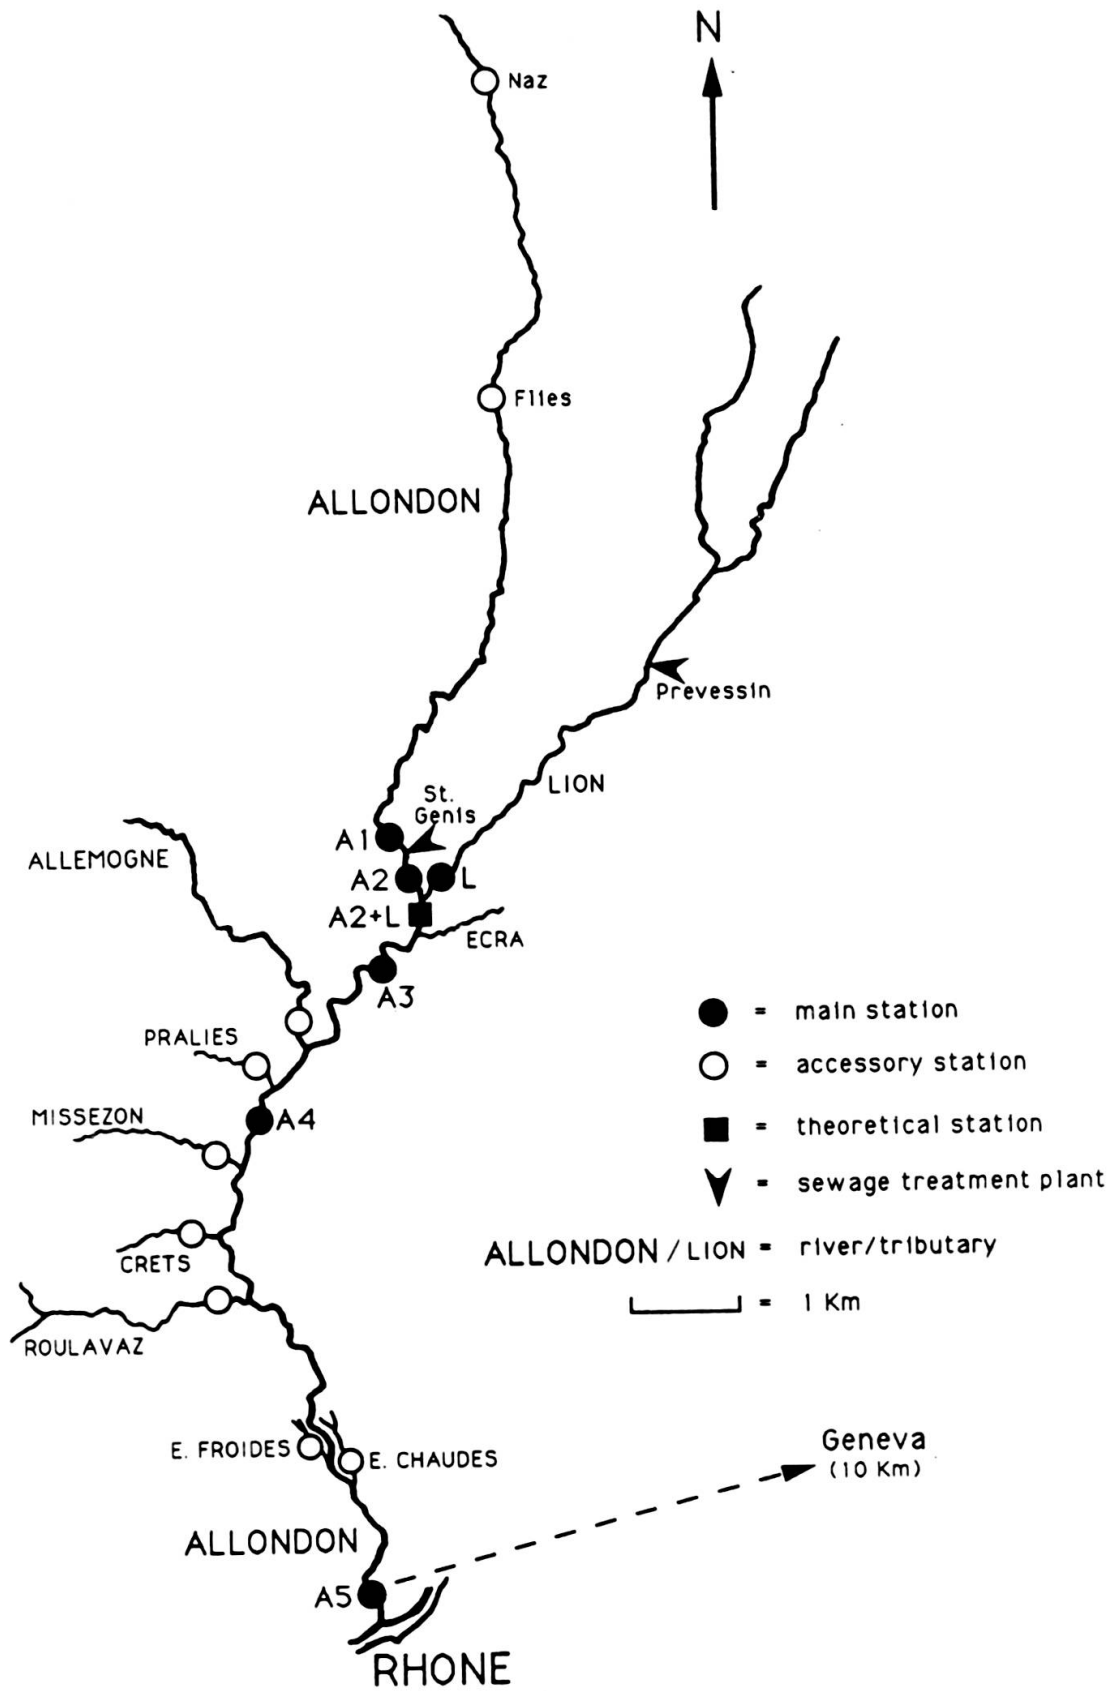 N
Naz
Flies
ALLONDON
Prevessin
LION
St.
Genis
A1
ALLEMOGNE
A2
L
A2+L
ECRA
A3
PRALIES
MISSEZON
A4
CRETS
ROULAVAZ
= main station
= accessory station
= theoretical station
= sewage treatment plant
ALLONDON / LION = river/tributary
= 1 Km
E. FROIDES
E. CHAUDES
Geneva
(10 Km)
ALLONDON
A5
RHONE